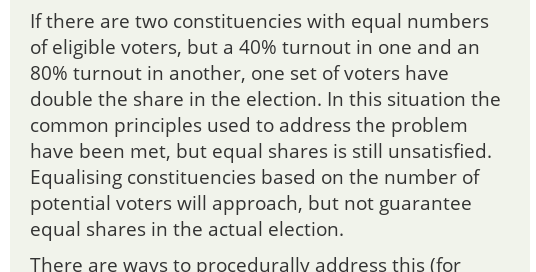 If there are two constituencies with equal numbers
of eligible voters, but a 40% turnout in one and an
80% turnout in another, one set of voters have
double the share in the election. In this situation the
common principles used to address the problem
have been met, but equal shares is still unsatisfied.
Equalising constituencies based on the number of
potential voters will approach, but not guarantee
equal shares in the actual election.
There are ways to procedurally address this (for